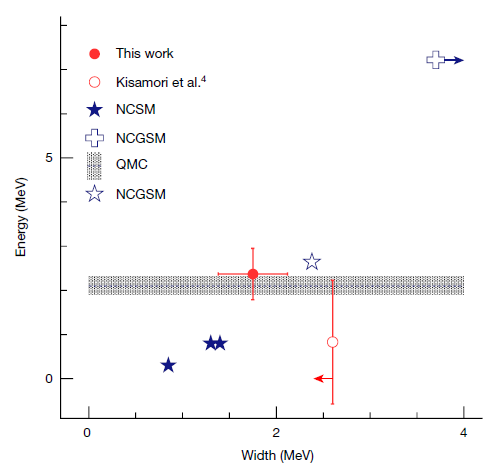 This work
Kisamori et al.4
NCSM
NCGSM
QMC
NCGSM
5
0
Energy (MeV)
0
2
4
Width (MeV)